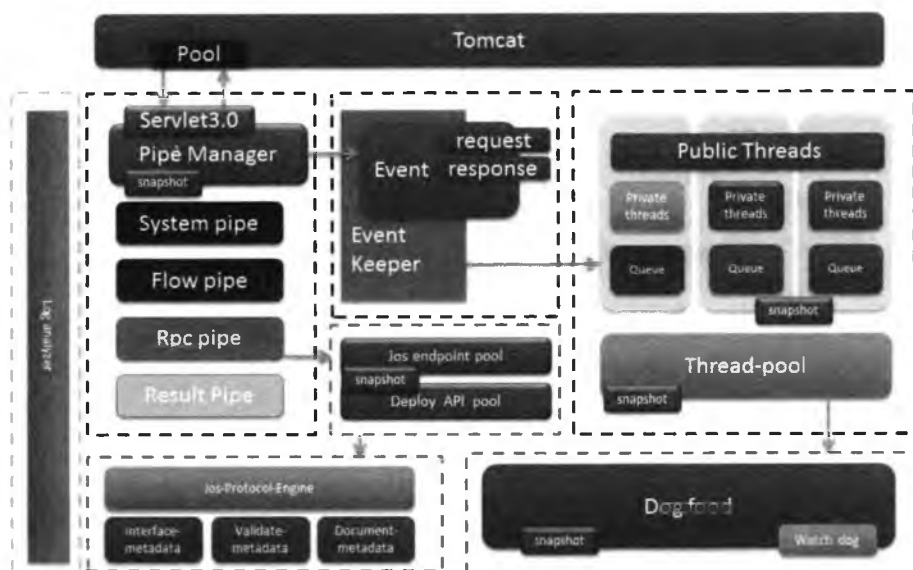 Tomcat
Pool
Servlet3.0
Pipe Manager
snapshot
System pipe
Flow pipe
Rpc pipe
Result Pipe
Log analyzer
request
Event response
Event
Keeper
Jos endpoint pool
snapshot
Deploy API pool
Public Threads
Private
threads
Private
threads
Private
threads
Queue
Queue
Queue
snapshot
Thread-pool
snapshot
Jos-Protocol-Engine
Interface-
metadata
Validate-
metadata
Document-
metadata
Dog food
snapshot
Watch dog